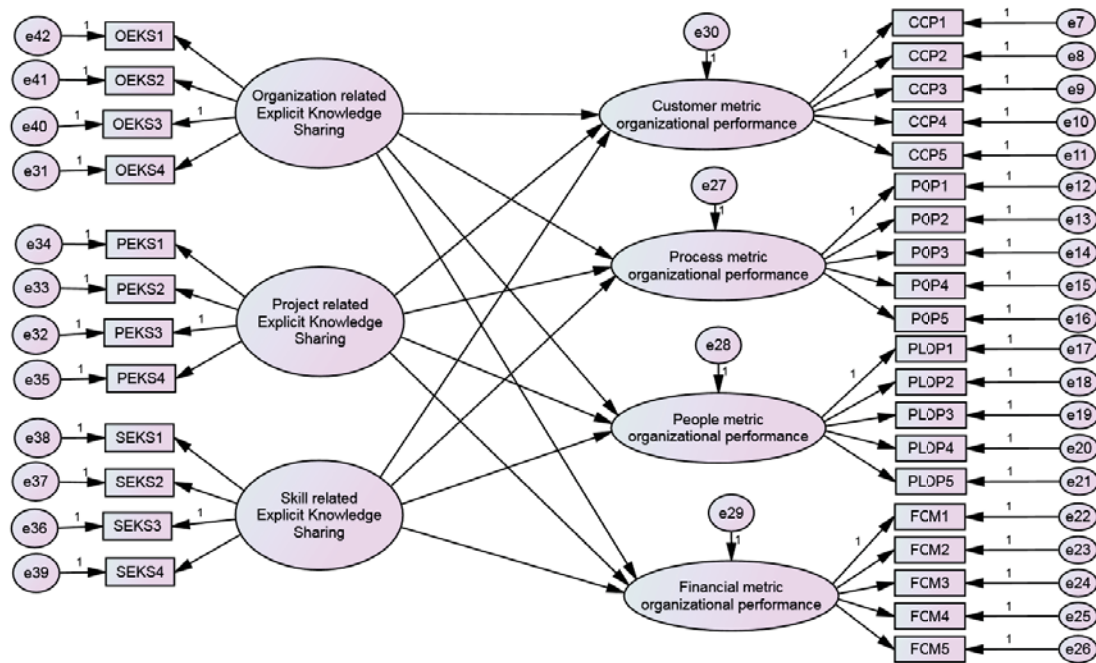 e42 1 OEKS1
e41 1 OEKS2
e40 1 OEKS3 1
e31 1 OEKS4
Organization related
Explicit Knowledge
Sharing
e34 1 PEKS1
e33 1 PEKS2
e32 1 PEKS3 1
e35 1 PEKS4
Project related
Explicit Knowledge
Sharing
e38 1 SEKS1
e37 1 SEKS2
e36 1 SEKS3 1
e39 1 SEKS4
Skill related
Explicit Knowledge
Sharing
e30
1
Customer metric
organizational performance
e27
1
Process metric
organizational performance
e28
1
People metric
organizational performance
e29
1
Financial metric
organizational performance
1 CCP1 1 e7
CCP2 1 e8
CCP3 1 e9
CCP4 1 e10
CCP5 1 e11
1 POP1 1 e12
POP2 1 e13
POP3 1 e14
POP4 1 e15
POP5 1 e16
1 PLOP1 1 e17
PLOP2 1 e18
PLOP3 1 e19
PLOP4 1 e20
PLOP5 1 e21
1 FCM1 1 e22
FCM2 1 e23
FCM3 1 e24
FCM4 1 e25
FCM5 1 e26